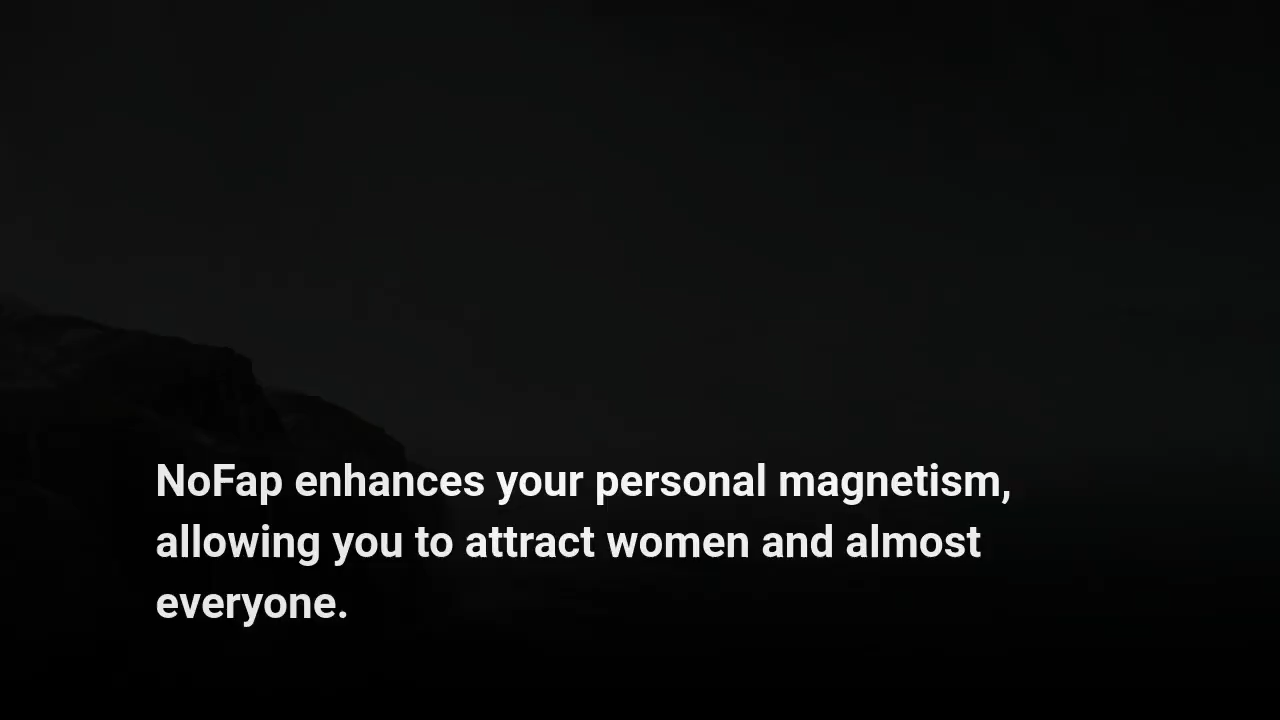 NoFap enhances your personal magnetism,
allowing you to attract women and almost
everyone.